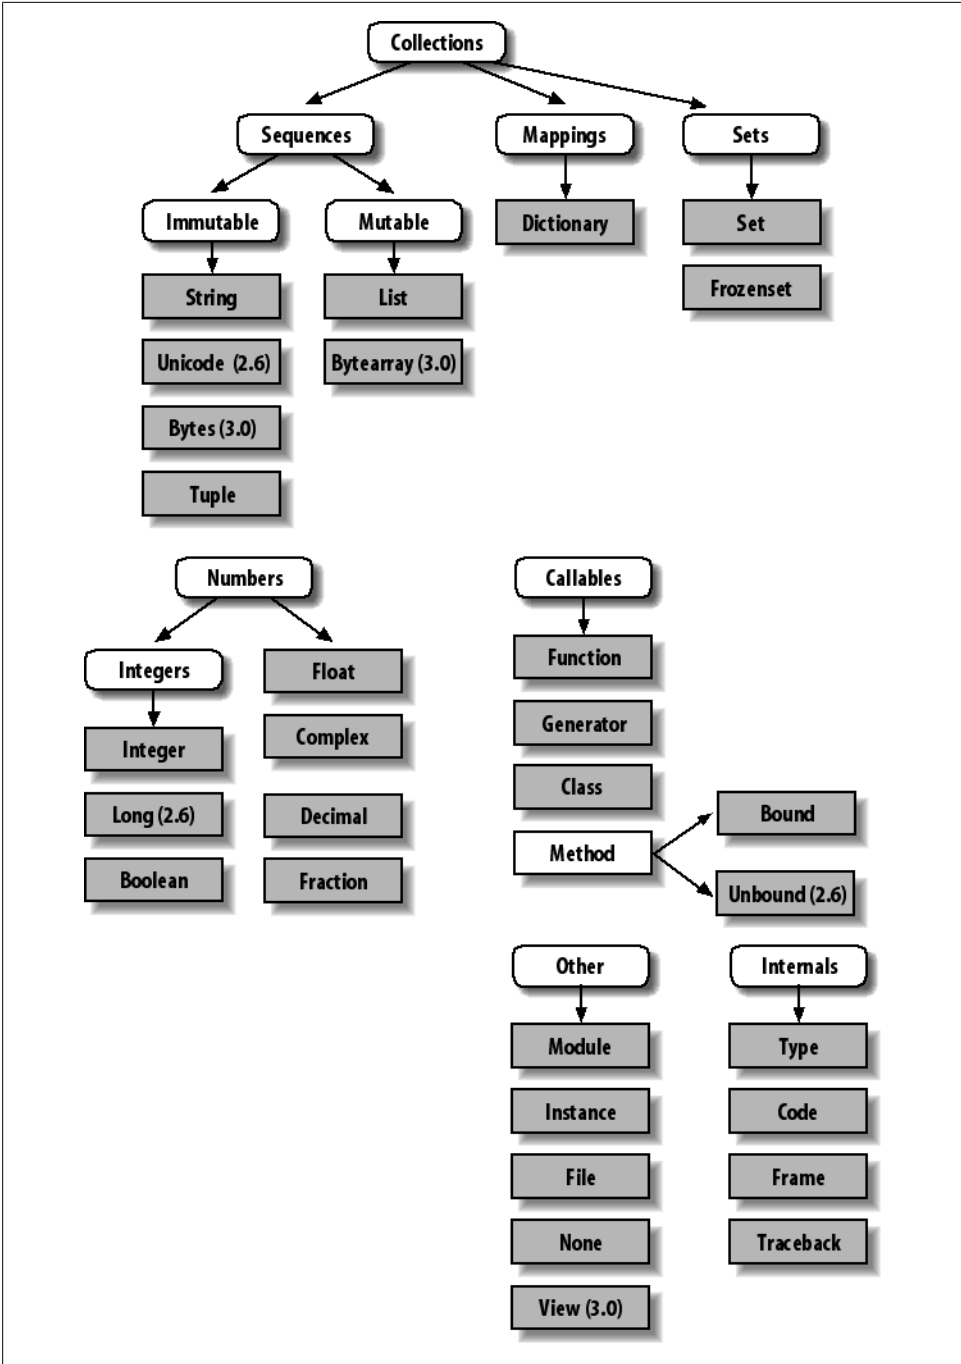 Collections
Sequences
Mappings
Sets
Immutable
Mutable
Dictionary
Set
String
List
Frozenset
Unicode (2.6)
Bytearray (3.0)
Bytes (3.0)
Tuple
Numbers
Callables
Integers
Float
Function
Integer
Complex
Generator
Long (2.6)
Decimal
Class
Bound
Boolean
Fraction
Method
Unbound (2.6)
Other
Internals
Module
Type
Instance
Code
File
Frame
None
Traceback
View (3.0)